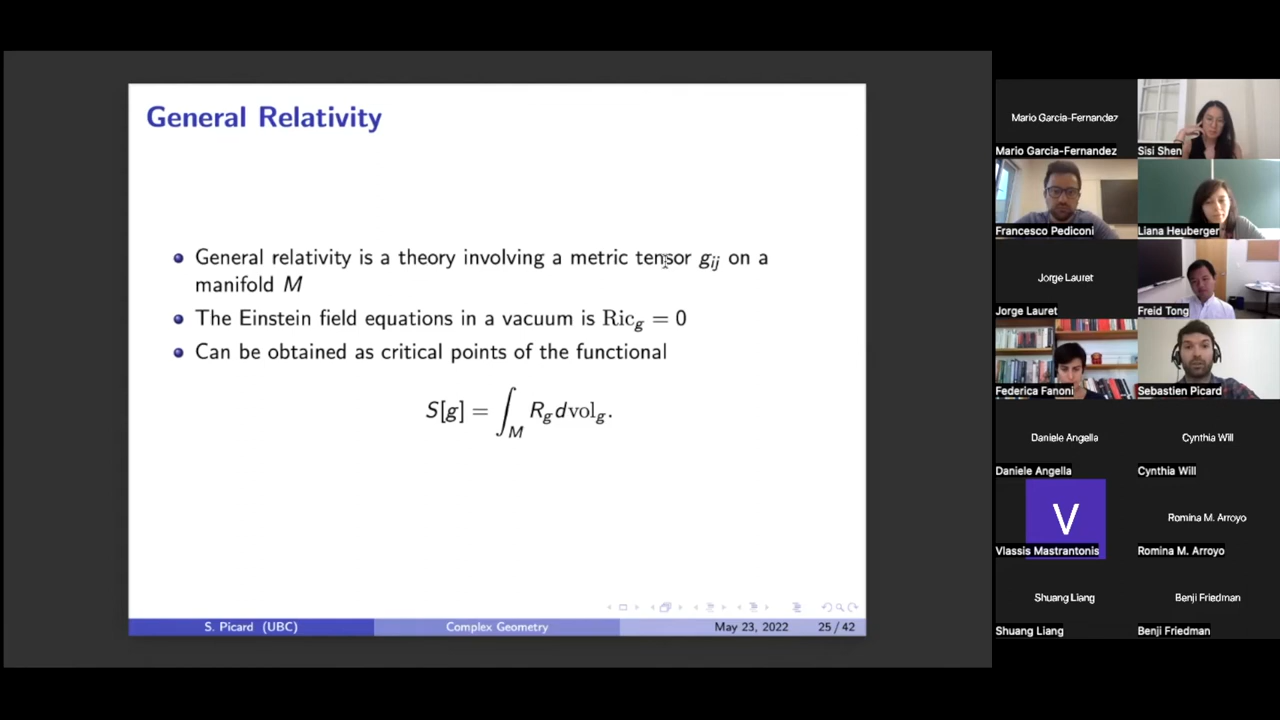 General Relativity
General relativity is a theory involving a metric tensor g_{ij} on a
manifold M
The Einstein field equations in a vacuum is Ric_g = 0
Can be obtained as critical points of the functional
S[g] = ∫_M R_g dvol_g.
S. Picard (UBC)
Complex Geometry
May 23, 2022
25 / 42
Mario Garcia-Fernandez
Mario Garcia-Fernandez
Sisi Shen
Francesco Pediconi
Liana Heuberger
Jorge Lauret
Jorge Lauret
Freid Tong
Federica Fanoni
Sebastien Picard
Daniele Angella
Cynthia Will
Daniele Angella
Cynthia Will
V
Romina M. Arroyo
Vlassis Mastrantonis
Romina M. Arroyo
Shuang Liang
Benji Friedman
Shuang Liang
Benji Friedman